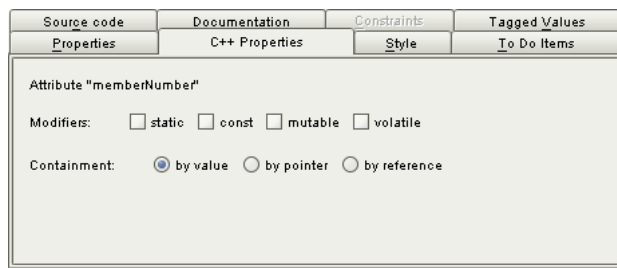 Source code Documentation Constraints Tagged Values
Properties C++ Properties Style To Do Items
Attribute "memberNumber"
Modifiers: static const mutable volatile
Containment: by value by pointer by reference